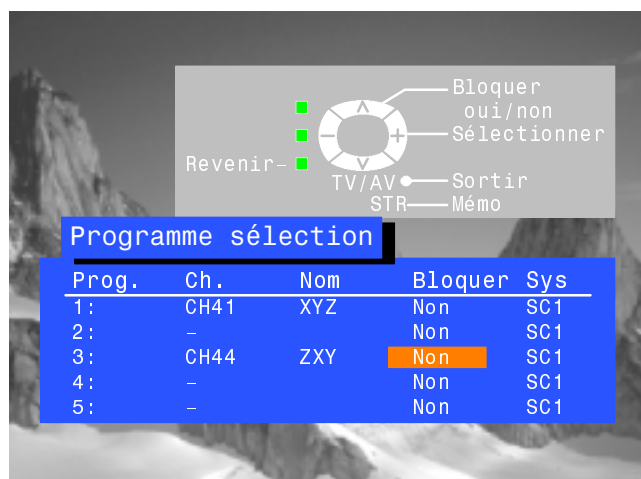 Bloquer
oui/non
Sélectionner
Revenir
TV/AV Sortir
STR Mémo
Programme sélection
Prog. Ch. Nom Bloquer Sys
1: CH41 XYZ Non SC1
2: – Non SC1
3: CH44 ZXY Non SC1
4: – Non SC1
5: – Non SC1